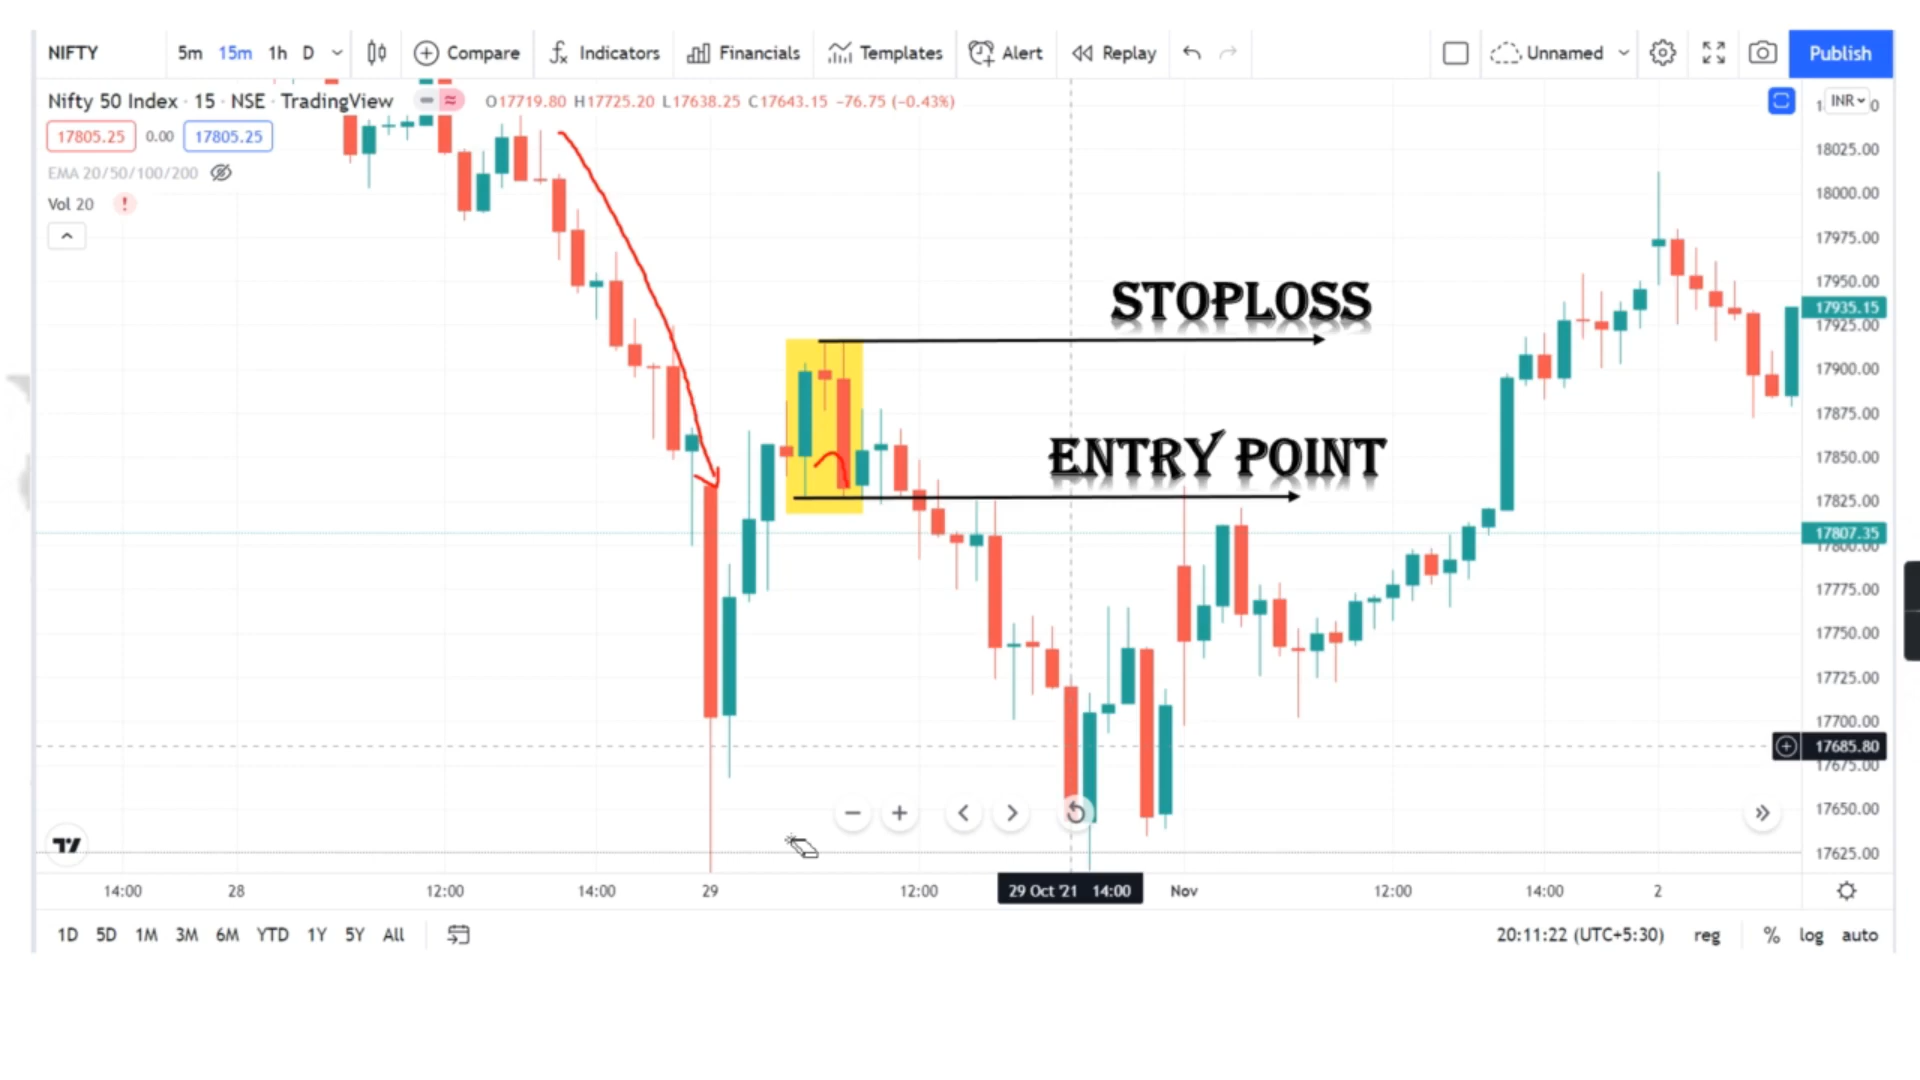 NIFTY 5m 15m 1h D Compare Indicators Financials Templates Alert Replay Unnamed Publish
Nifty 50 Index · 15 · NSE · TradingView O17719.80 H17725.20 L17638.25 C17643.15 -76.75 (-0.43%)
INR
17805.25 0.00 17805.25
18025.00
EMA 20/50/100/200
18000.00
Vol 20 !
17975.00
17950.00
STOPLOSS
17935.15
17925.00
17900.00
17875.00
ENTRY POINT
17850.00
17825.00
17807.35
17800.00
17775.00
17750.00
17725.00
17700.00
17685.80
17675.00
17650.00
17625.00
14:00 28 12:00 14:00 29 12:00 29 Oct '21 14:00 Nov 12:00 14:00 2
1D 5D 1M 3M 6M YTD 1Y 5Y All 20:11:22 (UTC+5:30) reg % log auto